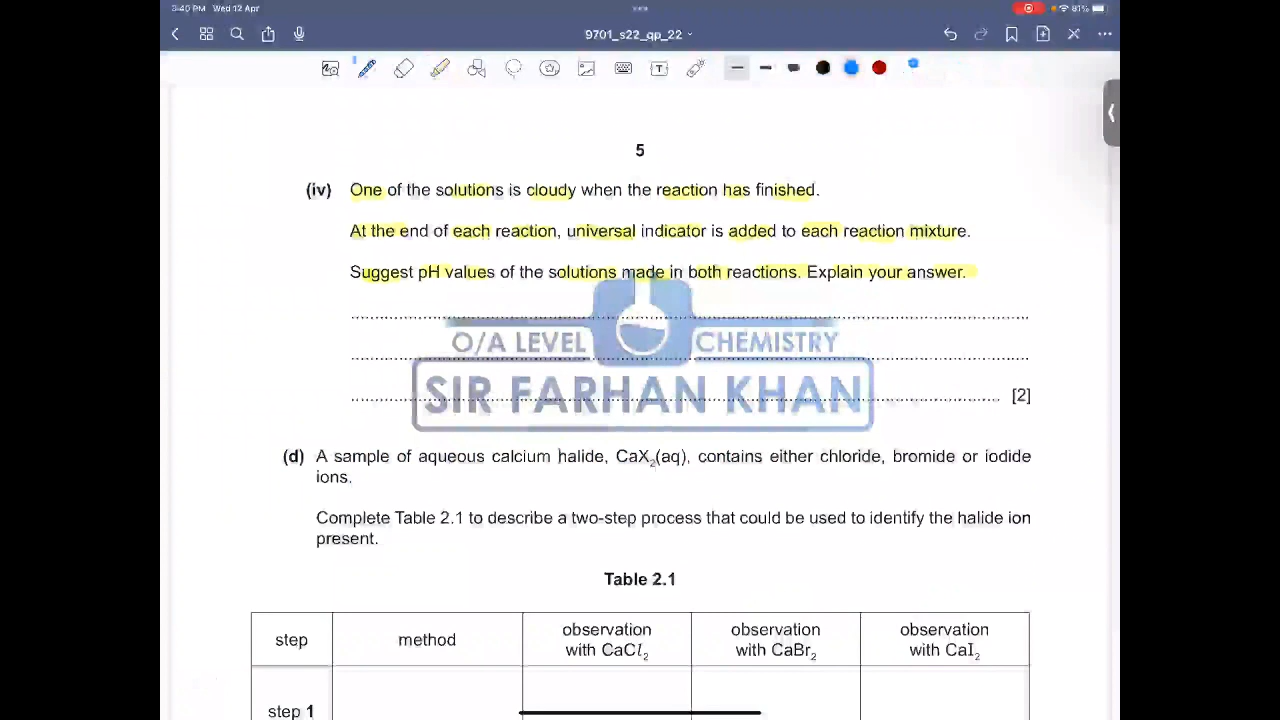 3:40 PM Wed 12 Apr
81%
9701_s22_qp_22
T
5
(iv) One of the solutions is cloudy when the reaction has finished.
At the end of each reaction, universal indicator is added to each reaction mixture.
Suggest pH values of the solutions made in both reactions. Explain your answer.
O/A LEVEL CHEMISTRY
SIR FARHAN KHAN
[2]
(d) A sample of aqueous calcium halide, CaX₂(aq), contains either chloride, bromide or iodide
ions.
Complete Table 2.1 to describe a two-step process that could be used to identify the halide ion
present.
Table 2.1
step method observation with CaCl₂ observation with CaBr₂ observation with CaI₂
step 1